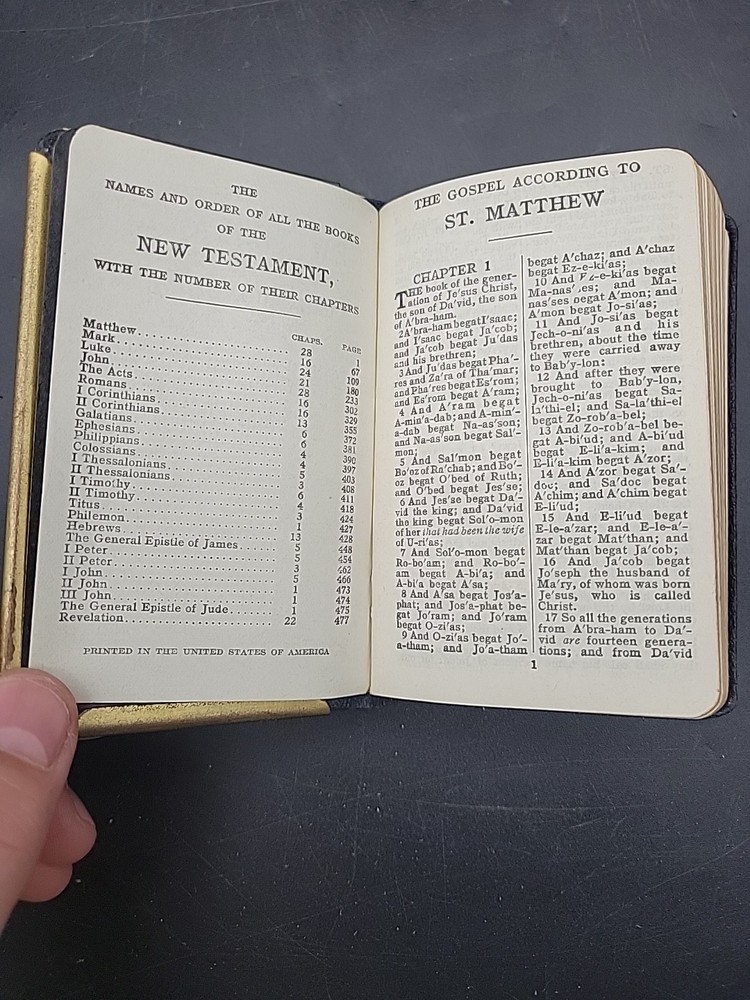 THE
NAMES AND ORDER OF ALL THE BOOKS
OF THE
NEW TESTAMENT,
WITH THE NUMBER OF THEIR CHAPTERS
CHAPS. PAGE
Matthew 28 1
Mark 16 67
Luke 24 109
John 21 180
The Acts 28 233
Romans 16 302
I Corinthians 16 329
II Corinthians 13 355
Galatians 6 372
Ephesians 6 381
Philippians 4 390
Colossians 4 397
I Thessalonians 5 403
II Thessalonians 3 408
I Timothy 6 411
II Timothy 4 418
Titus 3 424
Philemon 1 427
Hebrews 13 428
The General Epistle of James 5 448
I Peter 5 454
II Peter 3 462
I John 5 466
II John 1 474
III John 1
The General Epistle of Jude 1 475
Revelation 22 477
PRINTED IN THE UNITED STATES OF AMERICA
THE GOSPEL ACCORDING TO
ST. MATTHEW
CHAPTER 1
THE book of the gener-
ation of Je'sus Christ,
the son of Da'vid, the son
of A'bra-ham.
2 A'bra-ham begat I'saac;
and I'saac begat Ja'cob;
and Ja'cob begat Ju'das
and his brethren;
3 And Ju'das begat Pha'-
res and Za'ra of Tha'mar;
and Pha'res begat Es'rom;
and Es'rom begat A'ram;
4 And A'ram begat
A-min'a-dab; and A-min'-
a-dab begat Na-as'son;
and Na-as'son begat Sal'-
mon;
5 And Sal'mon begat
Bo'oz of Ra'chab; and Bo'-
oz begat O'bed of Ruth;
and O'bed begat Jes'se;
6 And Jes'se begat Da'-
vid the king; and Da'vid
the king begat Sol'o-mon
of her that had been the wife
of U-ri'as;
7 And Sol'o-mon begat
Ro-bo'am; and Ro-bo'-
am begat A-bi'a; and
A-bi'a begat A'sa;
8 And A'sa begat Jos'a-
phat; and Jos'a-phat be-
gat Jo'ram; and Jo'ram
begat O-zi'as;
9 And O-zi'as begat Jo'-
a-tham; and Jo'a-tham
begat A'chaz; and A'chaz
begat Ez-e-ki'as;
10 And Ez-e-ki'as begat
Ma-nas'ses; and Ma-
nas'ses begat A'mon; and
A'mon begat Jo-si'as;
11 And Jo-si'as begat
Jech-o-ni'as and his
brethren, about the time
they were carried away
to Bab'y-lon:
12 And after they were
brought to Bab'y-lon,
Jech-o-ni'as begat Sa-
la'thi-el; and Sa-la'thi-el
begat Zo-rob'a-bel;
13 And Zo-rob'a-bel be-
gat A-bi'ud; and A-bi'ud
begat E-li'a-kim; and
E-li'a-kim begat A'zor;
14 And A'zor begat Sa'-
doc; and Sa'doc begat
A'chim; and A'chim begat
E-li'ud;
15 And E-li'ud begat
E-le-a'zar; and E-le-a'-
zar begat Mat'than; and
Mat'than begat Ja'cob;
16 And Ja'cob begat
Jo'seph the husband of
Ma'ry, of whom was born
Je'sus, who is called
Christ.
17 So all the generations
from A'bra-ham to Da'-
vid are fourteen genera-
tions; and from Da'vid
1